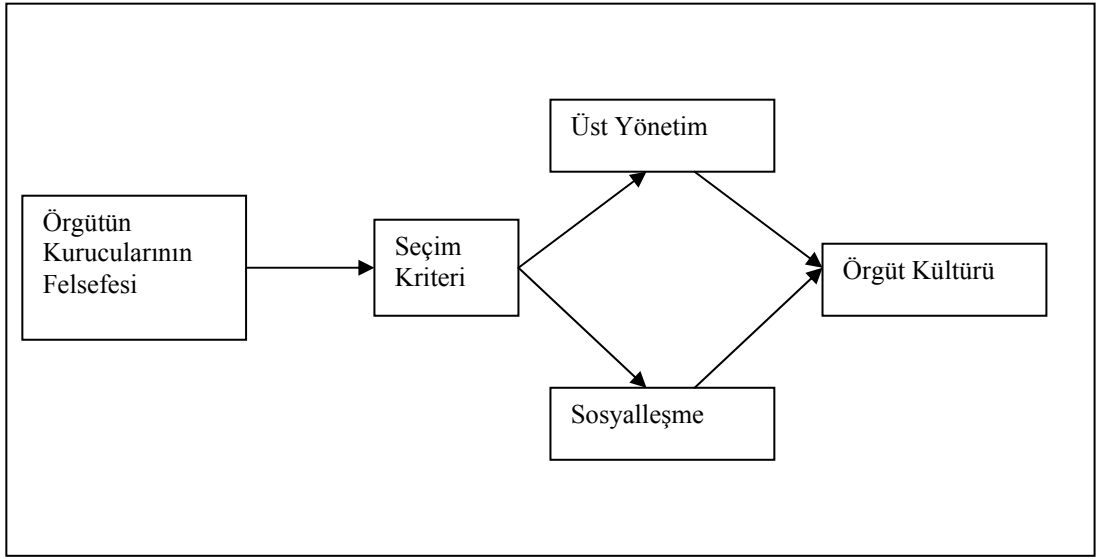 Örgütün
Kurucularının
Felsefesi
Seçim
Kriteri
Üst Yönetim
Sosyalleşme
Örgüt Kültürü